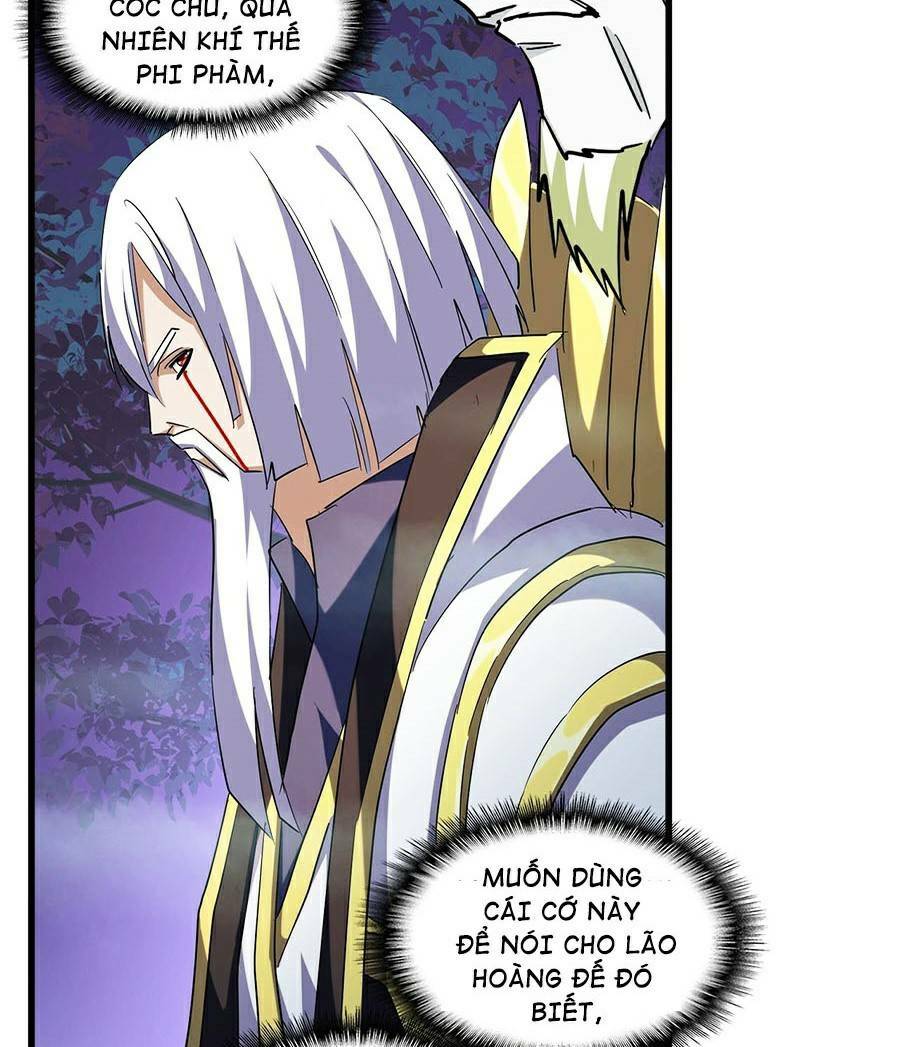 CỐC CHỦ, QUẢ
NHIÊN KHÍ THẾ
PHI PHÀM,
MUỐN DÙNG
CÁI CỚ NÀY
ĐỂ NÓI CHO LÃO
HOÀNG ĐẾ ĐÓ
BIẾT,